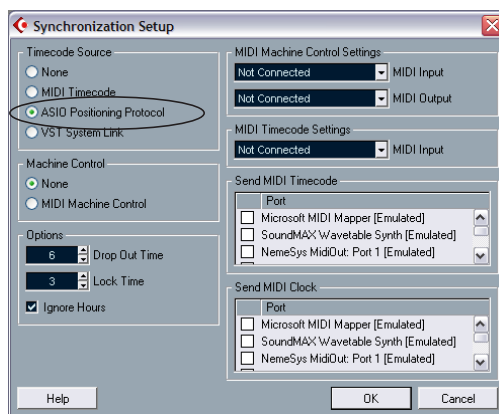 Synchronization Setup
Timecode Source
None
MIDI Timecode
ASIO Positioning Protocol
VST System Link
Machine Control
None
MIDI Machine Control
Options
6 Drop Out Time
3 Lock Time
Ignore Hours
MIDI Machine Control Settings
Not Connected MIDI Input
Not Connected MIDI Output
MIDI Timecode Settings
Not Connected MIDI Input
Send MIDI Timecode
Port
Microsoft MIDI Mapper [Emulated]
SoundMAX Wavetable Synth [Emulated]
NemeSys MidiOut: Port 1 [Emulated]
Send MIDI Clock
Port
Microsoft MIDI Mapper [Emulated]
SoundMAX Wavetable Synth [Emulated]
NemeSys MidiOut: Port 1 [Emulated]
Help OK Cancel